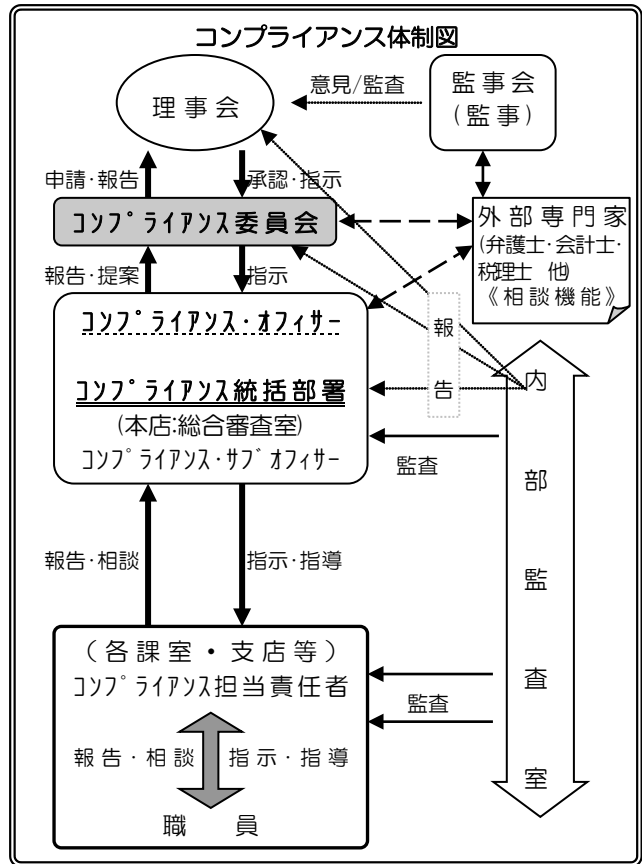 コンプライアンス体制図
理事会
意見/監査
監事会
(監事)
申請・報告
承認・指示
ｺﾝﾌﾟﾗｲｱﾝｽ委員会
外部専門家
(弁護士・会計士・
税理士 他)
《相談機能》
報告・提案
指示
ｺﾝﾌﾟﾗｲｱﾝｽ・ｵﾌｨｻｰ
ｺﾝﾌﾟﾗｲｱﾝｽ統括部署
(本店:総合審査室)
ｺﾝﾌﾟﾗｲｱﾝｽ・ｻﾌﾞｵﾌｨｻｰ
報告
監査
内部監査室
報告・相談
指示・指導
(各課室・支店等)
ｺﾝﾌﾟﾗｲｱﾝｽ担当責任者
監査
報告・相談
指示・指導
職員